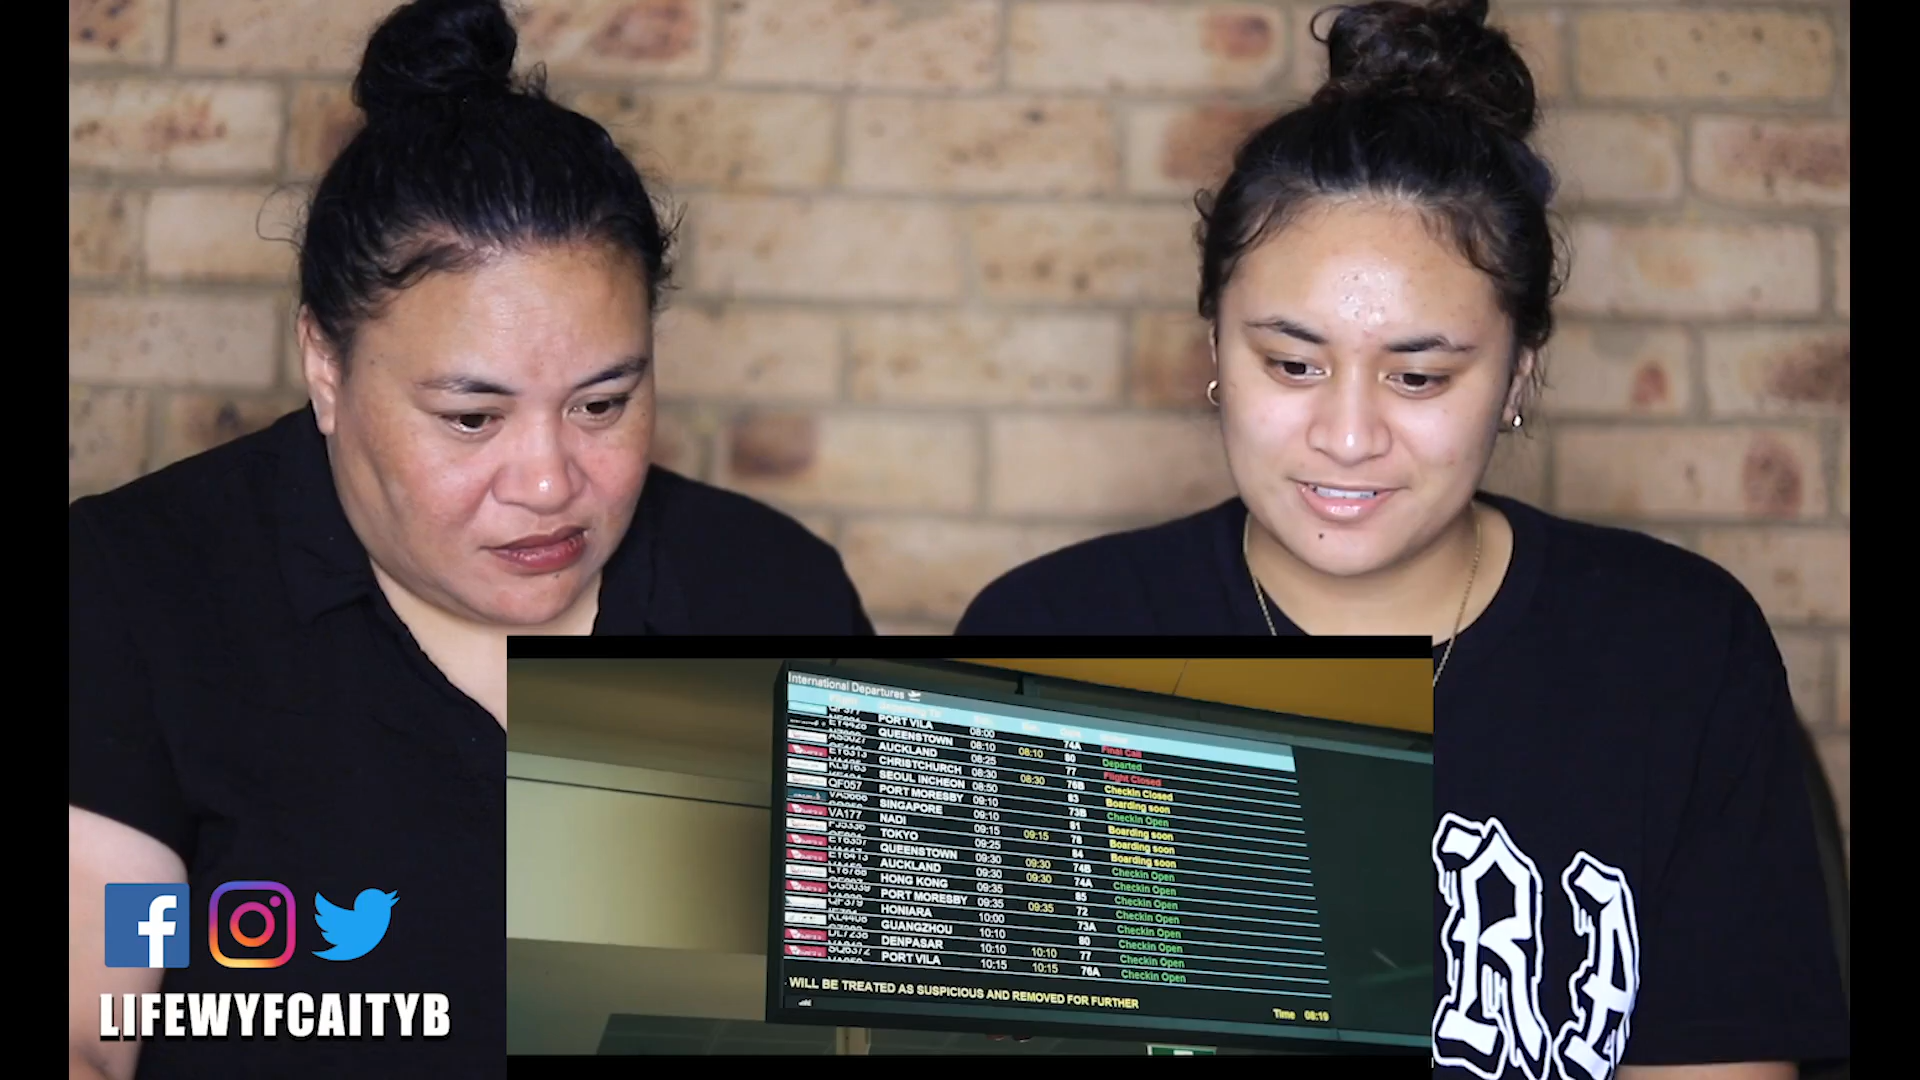 International Departures
PORT VILA 08:00 74A Final Call
QUEENSTOWN 08:10 08:10 80 Departed
AUCKLAND 08:25 77 Flight Closed
CHRISTCHURCH 08:30 08:30 76B Checkin Closed
SEOUL INCHEON 08:50 83 Boarding soon
QF057 PORT MORESBY 09:10 73B Checkin Open
SINGAPORE 09:10 81 Boarding soon
VA177 NADI 09:15 09:15 78 Boarding soon
TOKYO 09:25 84 Boarding soon
QUEENSTOWN 09:30 09:30 74B Checkin Open
AUCKLAND 09:30 09:30 74A Checkin Open
HONG KONG 09:35 85 Checkin Open
PORT MORESBY 09:35 09:35 72 Checkin Open
HONIARA 10:00 73A Checkin Open
GUANGZHOU 10:10 80 Checkin Open
DENPASAR 10:10 10:10 77 Checkin Open
PORT VILA 10:15 10:15 76A Checkin Open
WILL BE TREATED AS SUSPICIOUS AND REMOVED FOR FURTHER
Time 08:19
LIFEWYFCAITYB